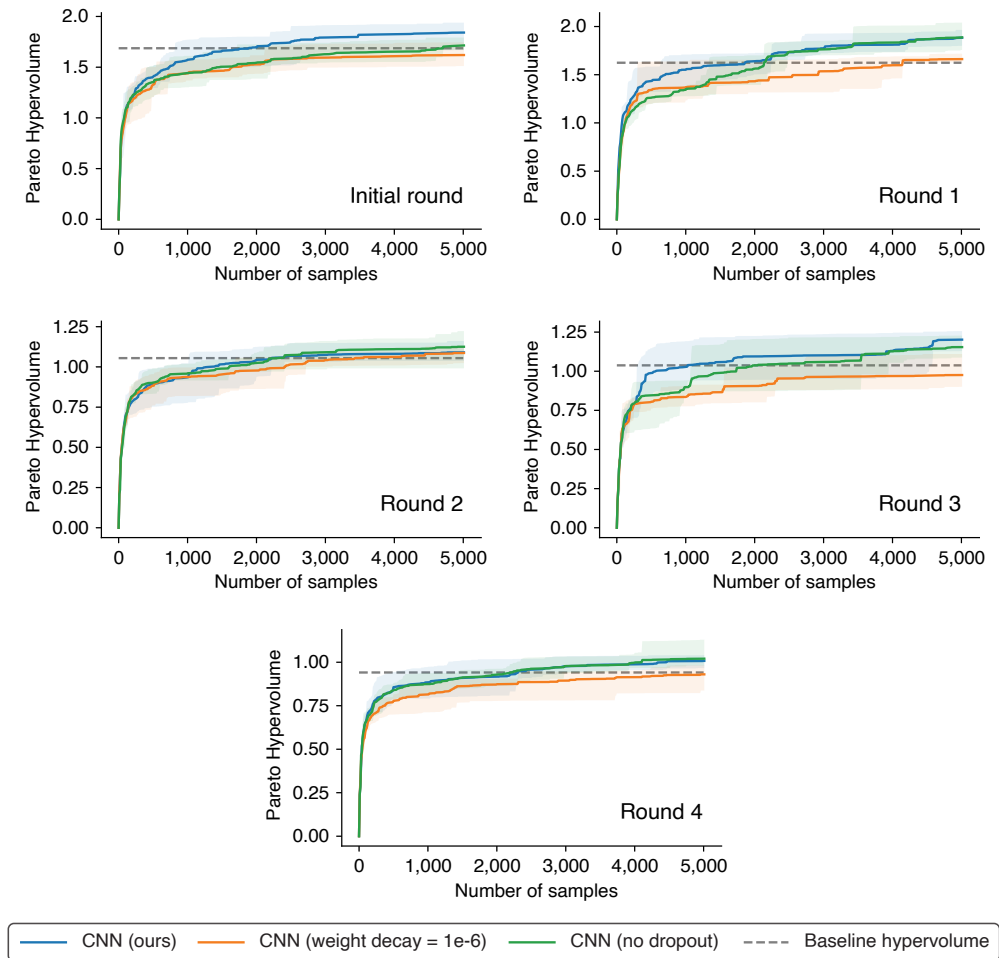 2.0
1.5
1.0
0.5
0.0
Pareto Hypervolume
Initial round
0 1,000 2,000 3,000 4,000 5,000
Number of samples
2.0
1.5
1.0
0.5
0.0
Pareto Hypervolume
Round 1
0 1,000 2,000 3,000 4,000 5,000
Number of samples
1.25
1.00
0.75
0.50
0.25
0.00
Pareto Hypervolume
Round 2
0 1,000 2,000 3,000 4,000 5,000
Number of samples
1.25
1.00
0.75
0.50
0.25
0.00
Pareto Hypervolume
Round 3
0 1,000 2,000 3,000 4,000 5,000
Number of samples
1.00
0.75
0.50
0.25
0.00
Pareto Hypervolume
Round 4
0 1,000 2,000 3,000 4,000 5,000
Number of samples
CNN (ours) CNN (weight decay = 1e-6) CNN (no dropout) Baseline hypervolume